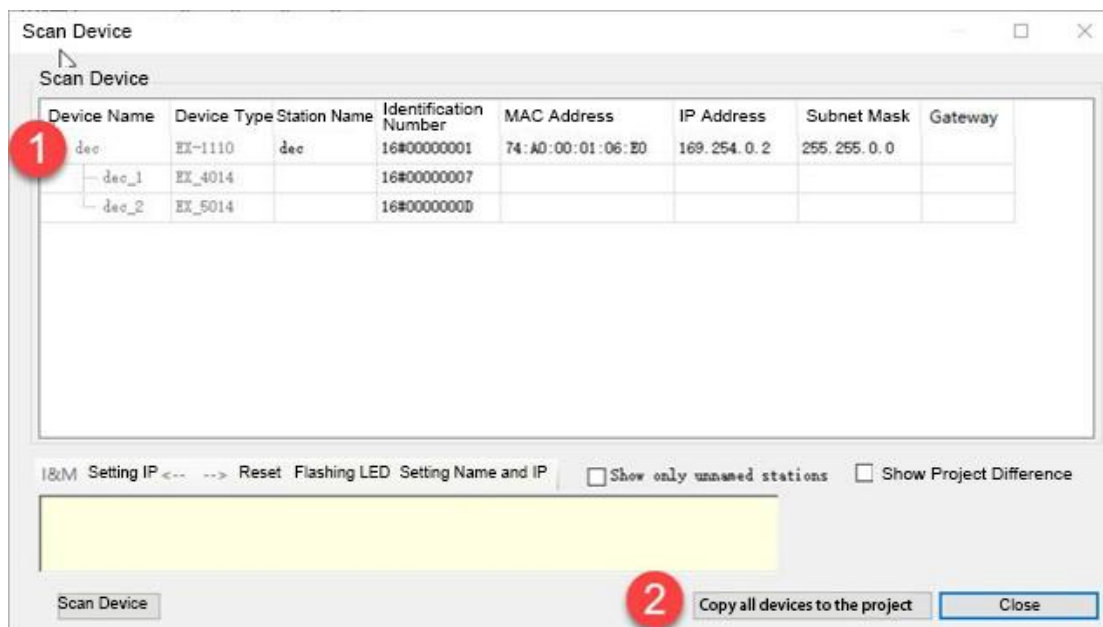 Scan Device
Scan Device
Device Name Device Type Station Name Identification Number MAC Address IP Address Subnet Mask Gateway
1 dec EX-1110 dec 16#00000001 74:A0:00:01:06:E0 169.254.0.2 255.255.0.0
dec_1 EX_4014 16#00000007
dec_2 EX_5014 16#0000000D
I&M Setting IP <-- --> Reset Flashing LED Setting Name and IP Show only unnamed stations Show Project Difference
Scan Device 2 Copy all devices to the project Close